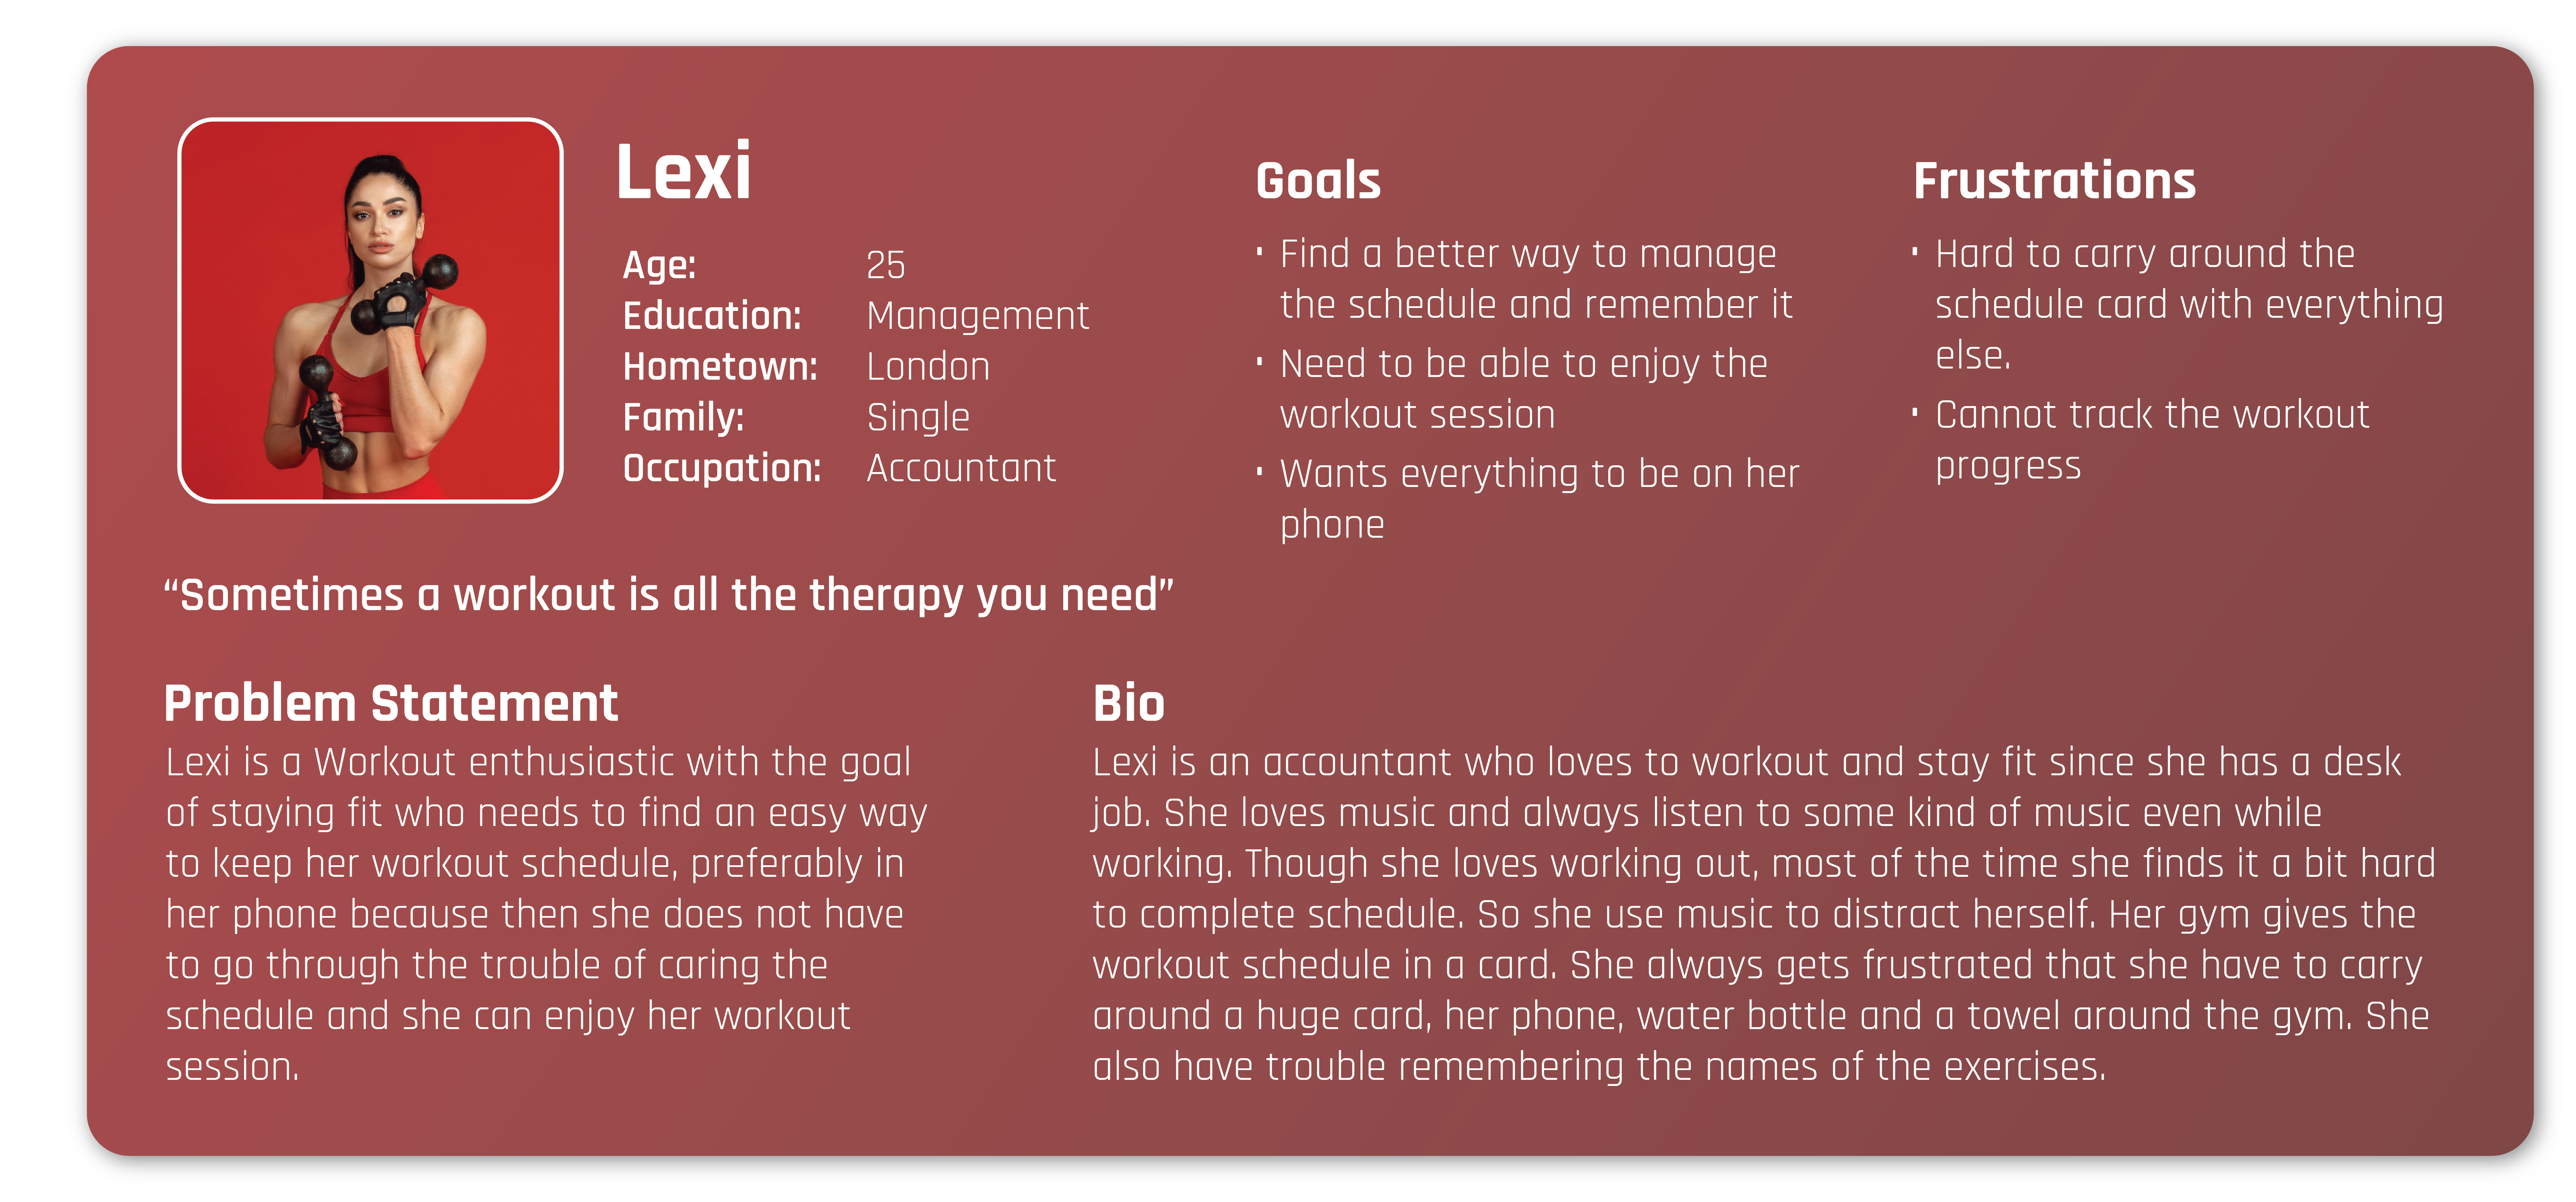 Lexi
Age: 25
Education: Management
Hometown: London
Family: Single
Occupation: Accountant
Goals
· Find a better way to manage
the schedule and remember it
· Need to be able to enjoy the
workout session
· Wants everything to be on her
phone
Frustrations
· Hard to carry around the
schedule card with everything
else.
· Cannot track the workout
progress
“Sometimes a workout is all the therapy you need”
Problem Statement
Lexi is a Workout enthusiastic with the goal
of staying fit who needs to find an easy way
to keep her workout schedule, preferably in
her phone because then she does not have
to go through the trouble of caring the
schedule and she can enjoy her workout
session.
Bio
Lexi is an accountant who loves to workout and stay fit since she has a desk
job. She loves music and always listen to some kind of music even while
working. Though she loves working out, most of the time she finds it a bit hard
to complete schedule. So she use music to distract herself. Her gym gives the
workout schedule in a card. She always gets frustrated that she have to carry
around a huge card, her phone, water bottle and a towel around the gym. She
also have trouble remembering the names of the exercises.